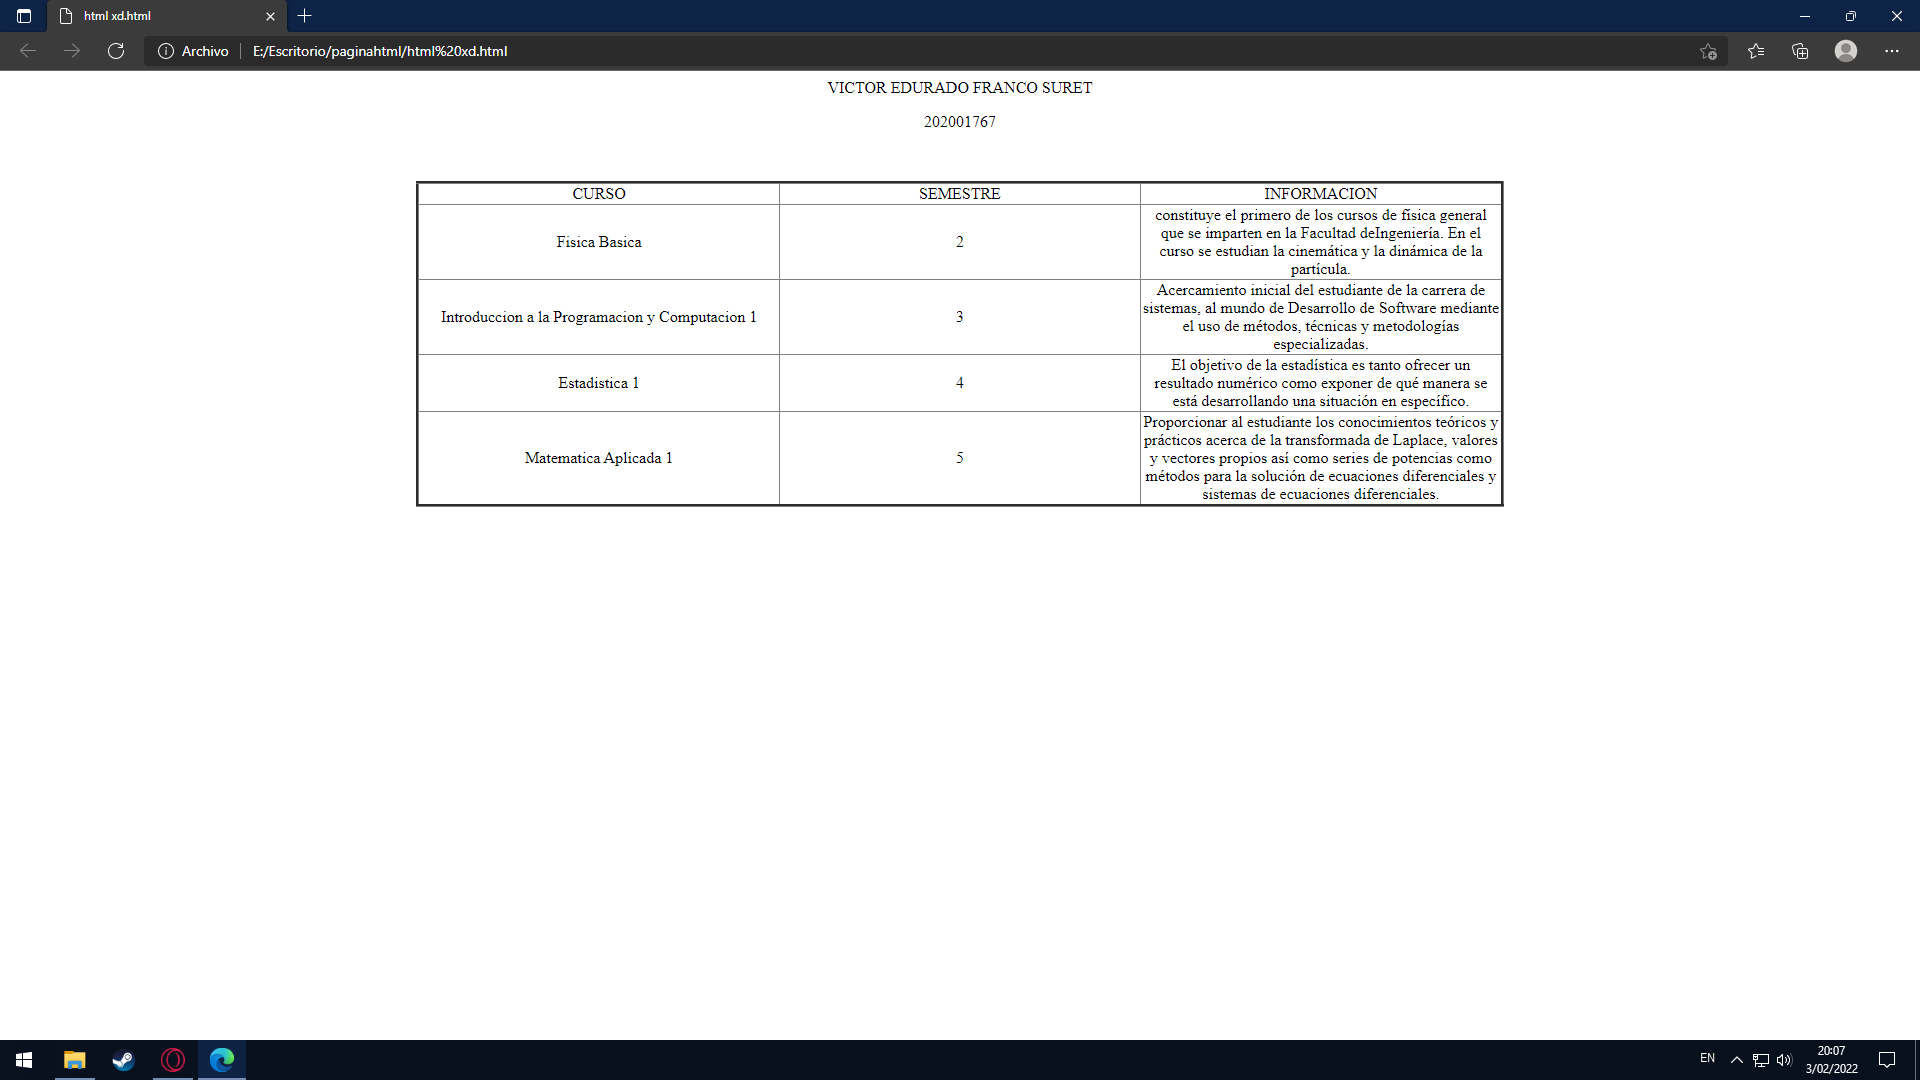 html xd.html
Archivo
E:/Escritorio/paginahtml/html%20xd.html
VICTOR EDURADO FRANCO SURET
202001767
CURSO
SEMESTRE
INFORMACION
Fisica Basica
2
constituye el primero de los cursos de física general
que se imparten en la Facultad deIngeniería. En el
curso se estudian la cinemática y la dinámica de la
partícula.
Introduccion a la Programacion y Computacion 1
3
Acercamiento inicial del estudiante de la carrera de
sistemas, al mundo de Desarrollo de Software mediante
el uso de métodos, técnicas y metodologías
especializadas.
Estadistica 1
4
El objetivo de la estadística es tanto ofrecer un
resultado numérico como exponer de qué manera se
está desarrollando una situación en específico.
Matematica Aplicada 1
5
Proporcionar al estudiante los conocimientos teóricos y
prácticos acerca de la transformada de Laplace, valores
y vectores propios así como series de potencias como
métodos para la solución de ecuaciones diferenciales y
sistemas de ecuaciones diferenciales.
EN
20:07
3/02/2022